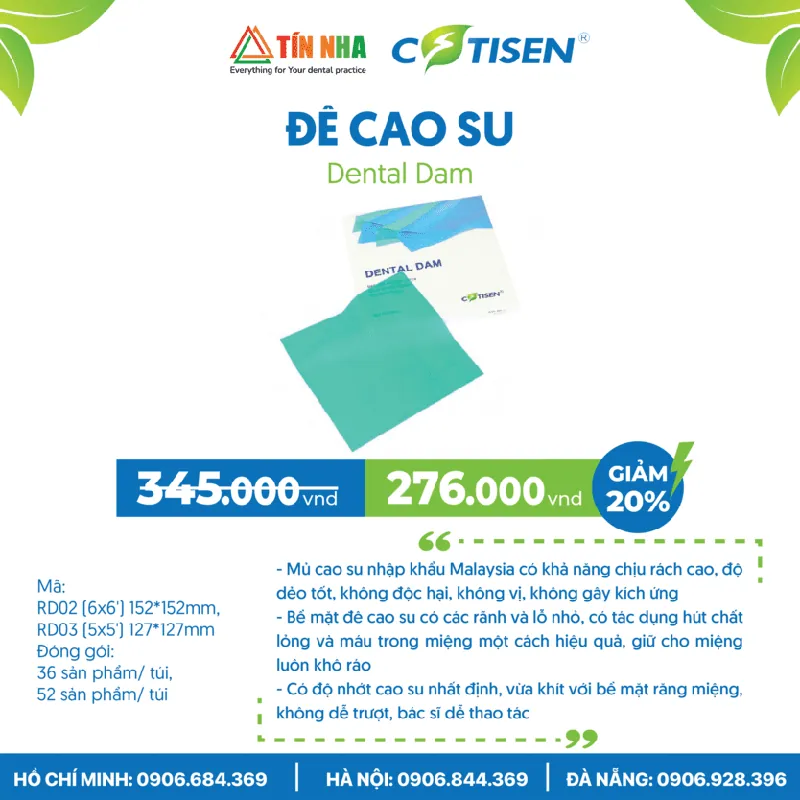 TÍN NHA
Everything for Your dental practice
COTISEN®
ĐÊ CAO SU
Dental Dam
DENTAL DAM
COTISEN®
345.000 vnd
276.000 vnd
GIẢM
20%
Mã:
RD02 (6x6') 152*152mm,
RD03 (5x5') 127*127mm
Đóng gói:
36 sản phẩm/ túi,
52 sản phẩm/ túi
- Mủ cao su nhập khẩu Malaysia có khả năng chịu rách cao, độ
dẻo tốt, không độc hại, không vị, không gây kích ứng
- Bề mặt đê cao su có các rãnh và lỗ nhỏ, có tác dụng hút chất
lỏng và máu trong miệng một cách hiệu quả, giữ cho miệng
luôn khô ráo
- Có độ nhớt cao su nhất định, vừa khít với bề mặt răng miệng,
không dễ trượt, bác sĩ dễ thao tác
HỒ CHÍ MINH: 0906.684.369 | HÀ NỘI: 0906.844.369 | ĐÀ NẴNG: 0906.928.396